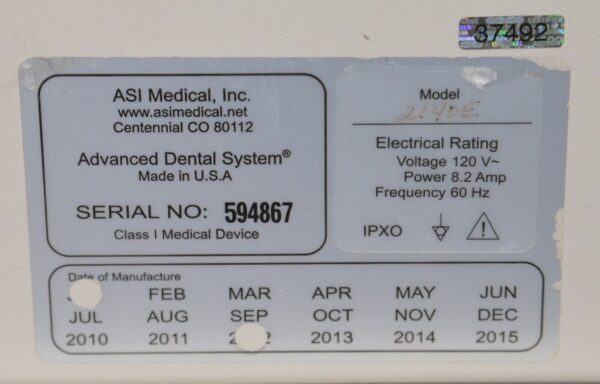 37492
ASI Medical, Inc.
www.asimedical.net
Centennial CO 80112
Advanced Dental System®
Made in U.S.A
SERIAL NO: 594867
Class I Medical Device
Model
2140E
Electrical Rating
Voltage 120 V~
Power 8.2 Amp
Frequency 60 Hz
IPXO
Date of Manufacture
FEB MAR APR MAY JUN
JUL AUG SEP OCT NOV DEC
2010 2011 2013 2014 2015